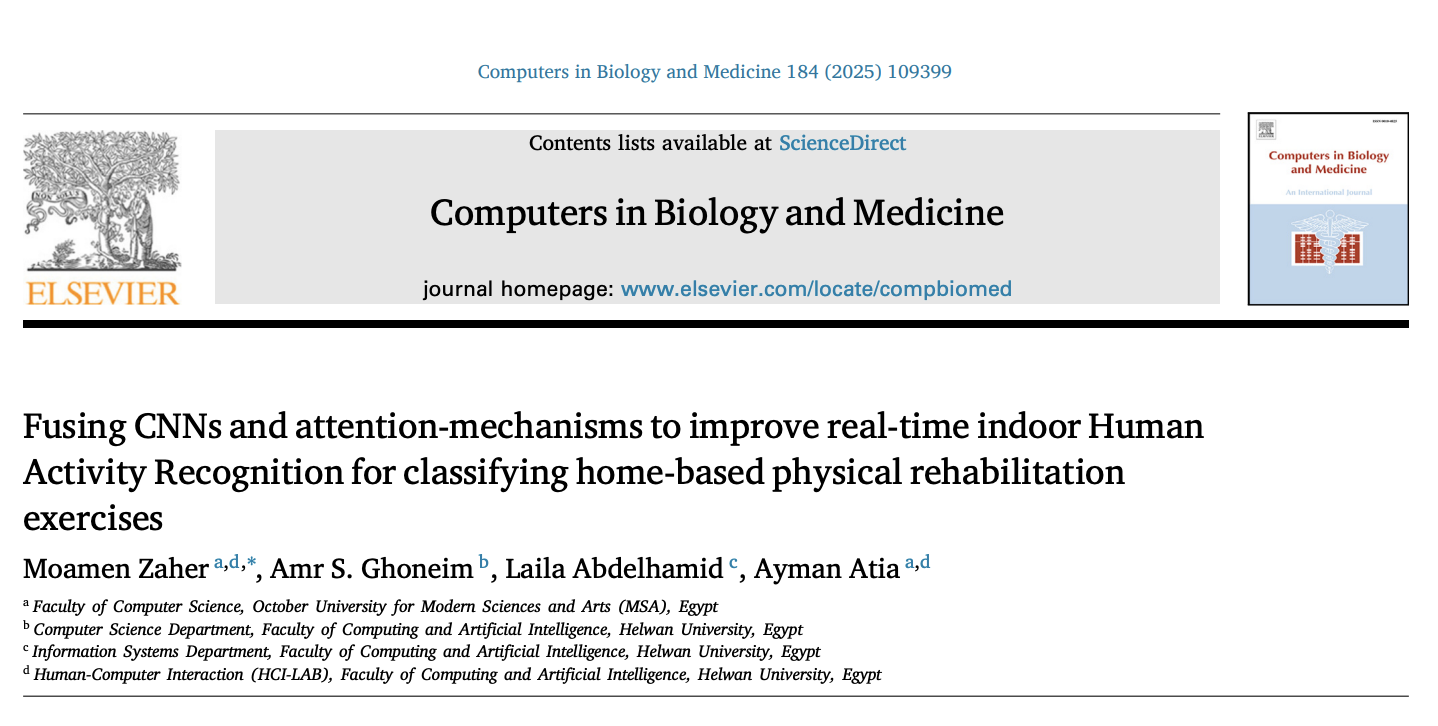 Computers in Biology and Medicine 184 (2025) 109399
Contents lists available at ScienceDirect
Computers in Biology and Medicine
journal homepage: www.elsevier.com/locate/compbiomed
ELSEVIER
Computers in Biology
and Medicine
An International Journal
Fusing CNNs and attention-mechanisms to improve real-time indoor Human
Activity Recognition for classifying home-based physical rehabilitation
exercises
Moamen Zaher a,d,*, Amr S. Ghoneim b, Laila Abdelhamid c, Ayman Atia a,d
a Faculty of Computer Science, October University for Modern Sciences and Arts (MSA), Egypt
b Computer Science Department, Faculty of Computing and Artificial Intelligence, Helwan University, Egypt
c Information Systems Department, Faculty of Computing and Artificial Intelligence, Helwan University, Egypt
d Human-Computer Interaction (HCI-LAB), Faculty of Computing and Artificial Intelligence, Helwan University, Egypt